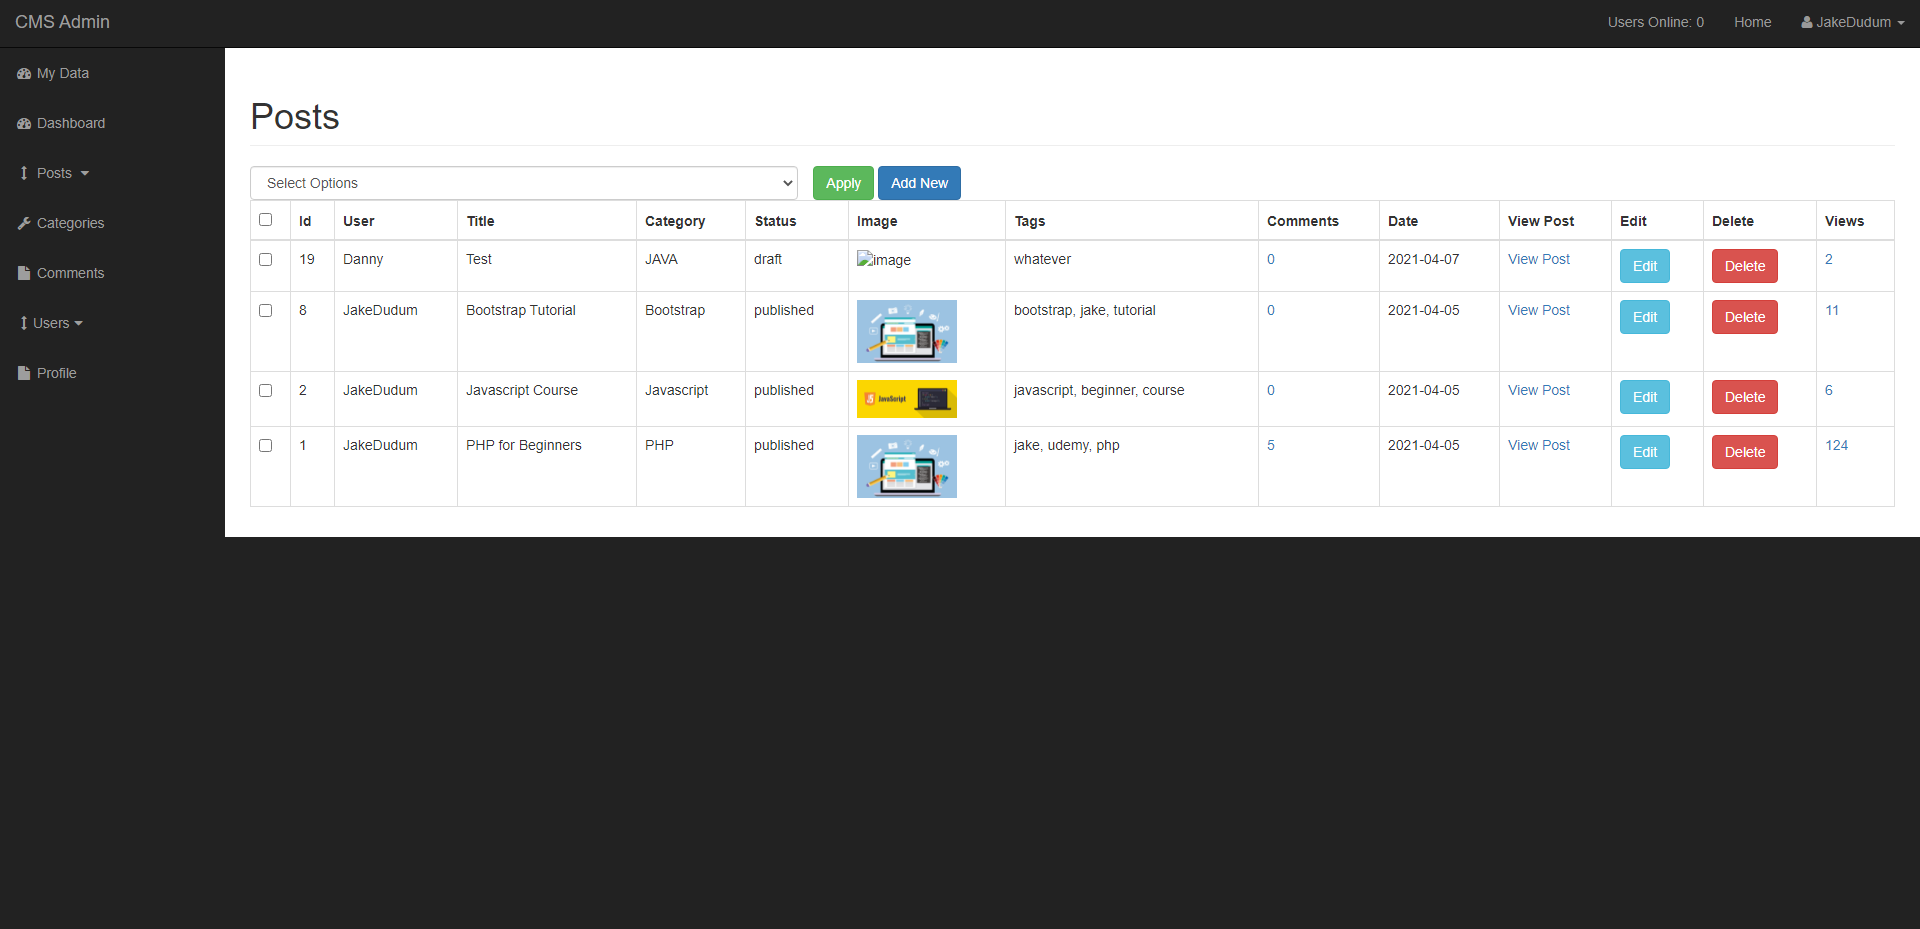 CMS Admin
Users Online: 0 Home JakeDudum
My Data
Dashboard
Posts
Categories
Comments
Users
Profile
Posts
Select Options Apply Add New
Id User Title Category Status Image Tags Comments Date View Post Edit Delete Views
19 Danny Test JAVA draft image whatever 0 2021-04-07 View Post Edit Delete 2
8 JakeDudum Bootstrap Tutorial Bootstrap published bootstrap, jake, tutorial 0 2021-04-05 View Post Edit Delete 11
2 JakeDudum Javascript Course Javascript published JavaScript javascript, beginner, course 0 2021-04-05 View Post Edit Delete 6
1 JakeDudum PHP for Beginners PHP published jake, udemy, php 5 2021-04-05 View Post Edit Delete 124